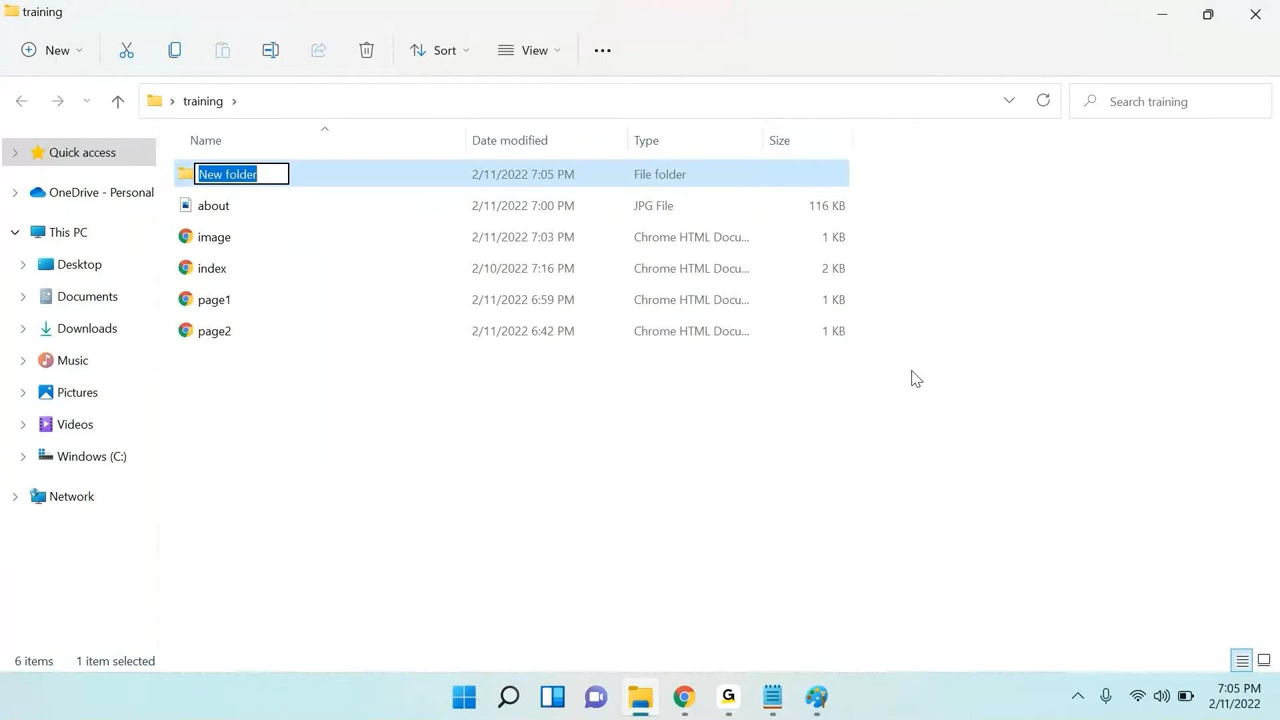 training
New
Sort
View
training
Search training
Name
Date modified
Type
Size
Quick access
New folder
2/11/2022 7:05 PM
File folder
OneDrive - Personal
about
2/11/2022 7:00 PM
JPG File
116 KB
This PC
image
2/11/2022 7:03 PM
Chrome HTML Docu...
1 KB
Desktop
index
2/10/2022 7:16 PM
Chrome HTML Docu...
2 KB
Documents
page1
2/11/2022 6:59 PM
Chrome HTML Docu...
1 KB
Downloads
page2
2/11/2022 6:42 PM
Chrome HTML Docu...
1 KB
Music
Pictures
Videos
Windows (C:)
Network
6 items
1 item selected
G
7:05 PM
2/11/2022